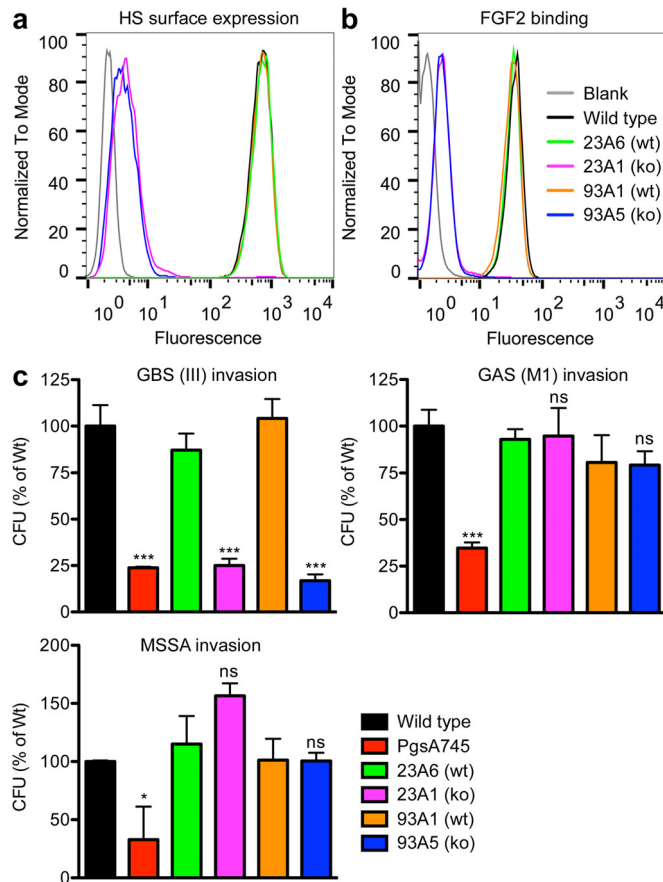 a
HS surface expression
Normalized To Mode
100
80
60
40
20
0
10^0 10^1 10^2 10^3 10^4
Fluorescence
b
FGF2 binding
Normalized To Mode
100
80
60
40
20
0
10^0 10^1 10^2 10^3 10^4
Fluorescence
Blank
Wild type
23A6 (wt)
23A1 (ko)
93A1 (wt)
93A5 (ko)
c
GBS (III) invasion
CFU (% of Wt)
125
100
75
50
25
0
*** *** ***
GAS (M1) invasion
CFU (% of Wt)
125
100
75
50
25
0
*** ns ns
MSSA invasion
CFU (% of Wt)
200
150
100
50
0
* ns ns
Wild type
PgsA745
23A6 (wt)
23A1 (ko)
93A1 (wt)
93A5 (ko)